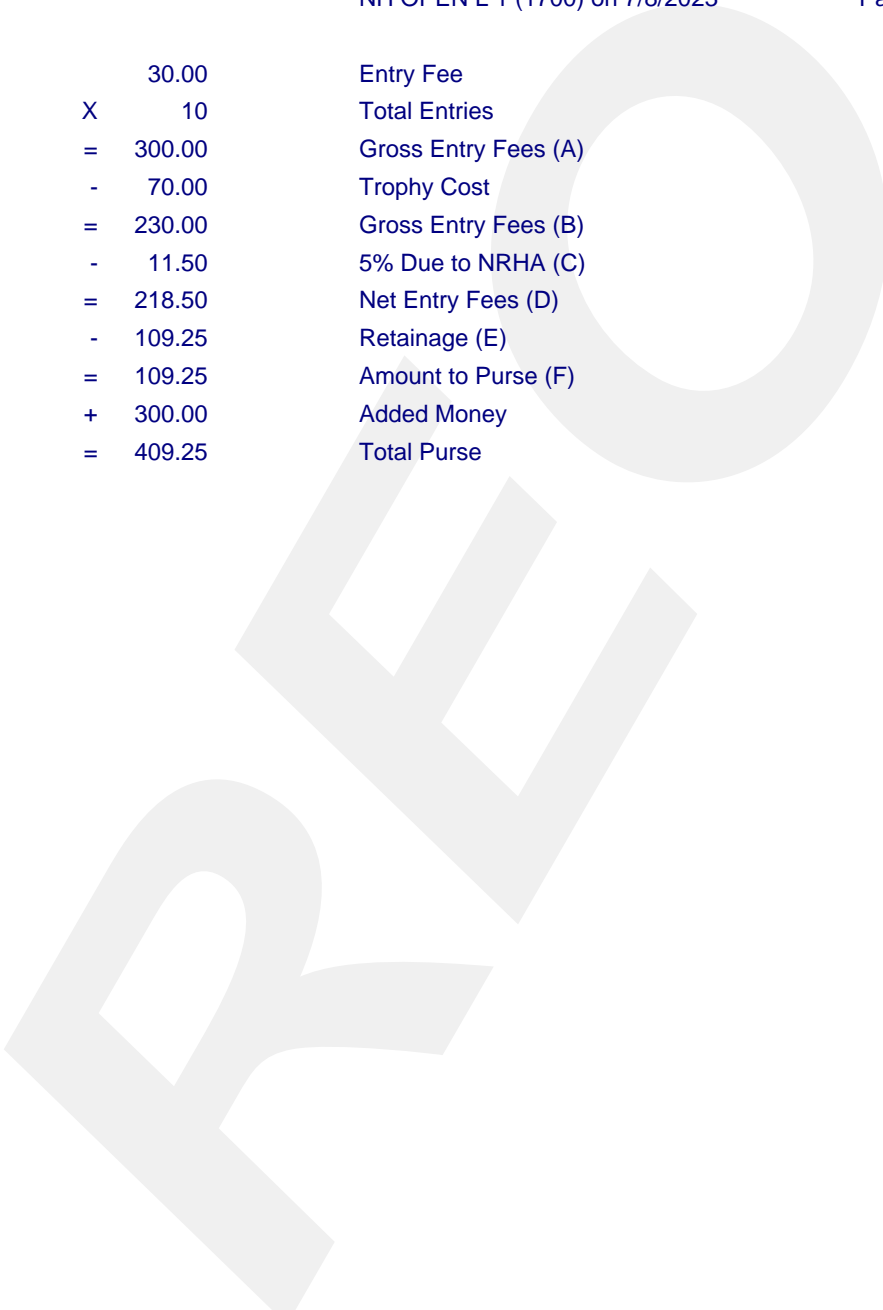 30.00 Entry Fee
X 10 Total Entries
= 300.00 Gross Entry Fees (A)
- 70.00 Trophy Cost
= 230.00 Gross Entry Fees (B)
- 11.50 5% Due to NRHA (C)
= 218.50 Net Entry Fees (D)
- 109.25 Retainage (E)
= 109.25 Amount to Purse (F)
+ 300.00 Added Money
= 409.25 Total Purse
REO